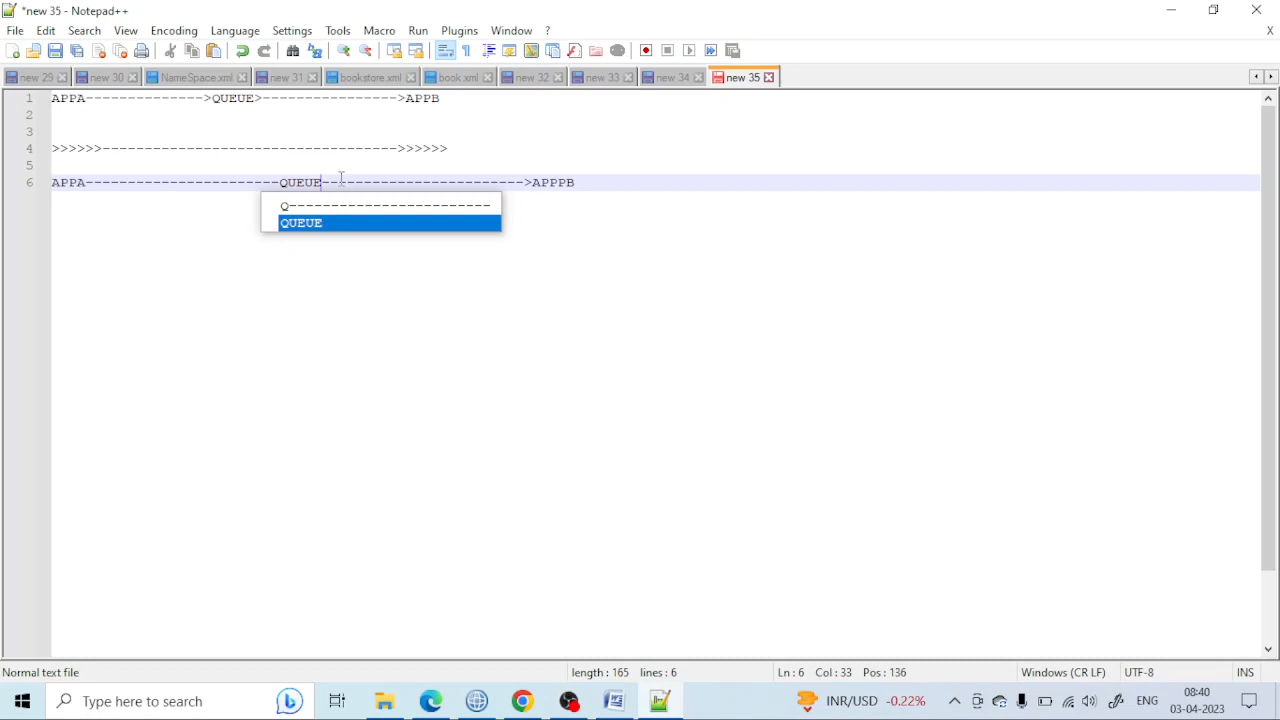 *new 35 - Notepad++
File Edit Search View Encoding Language Settings Tools Macro Run Plugins Window ? X
new 29 new 30 NameSpace.xml new 31 bookstore.xml book.xml new 32 new 33 new 34 new 35
1 APPA-------------->QUEUE>---------------->APPB
2
3
4 >>>>>>----------------------------------->>>>>>
5
6 APPA-----------------------QUEUE------------------------>APPPB
Q------------------------
QUEUE
Normal text file length : 165 lines : 6 Ln : 6 Col : 33 Pos : 136 Windows (CR LF) UTF-8 INS
Type here to search INR/USD -0.22% ENG 08:40
03-04-2023